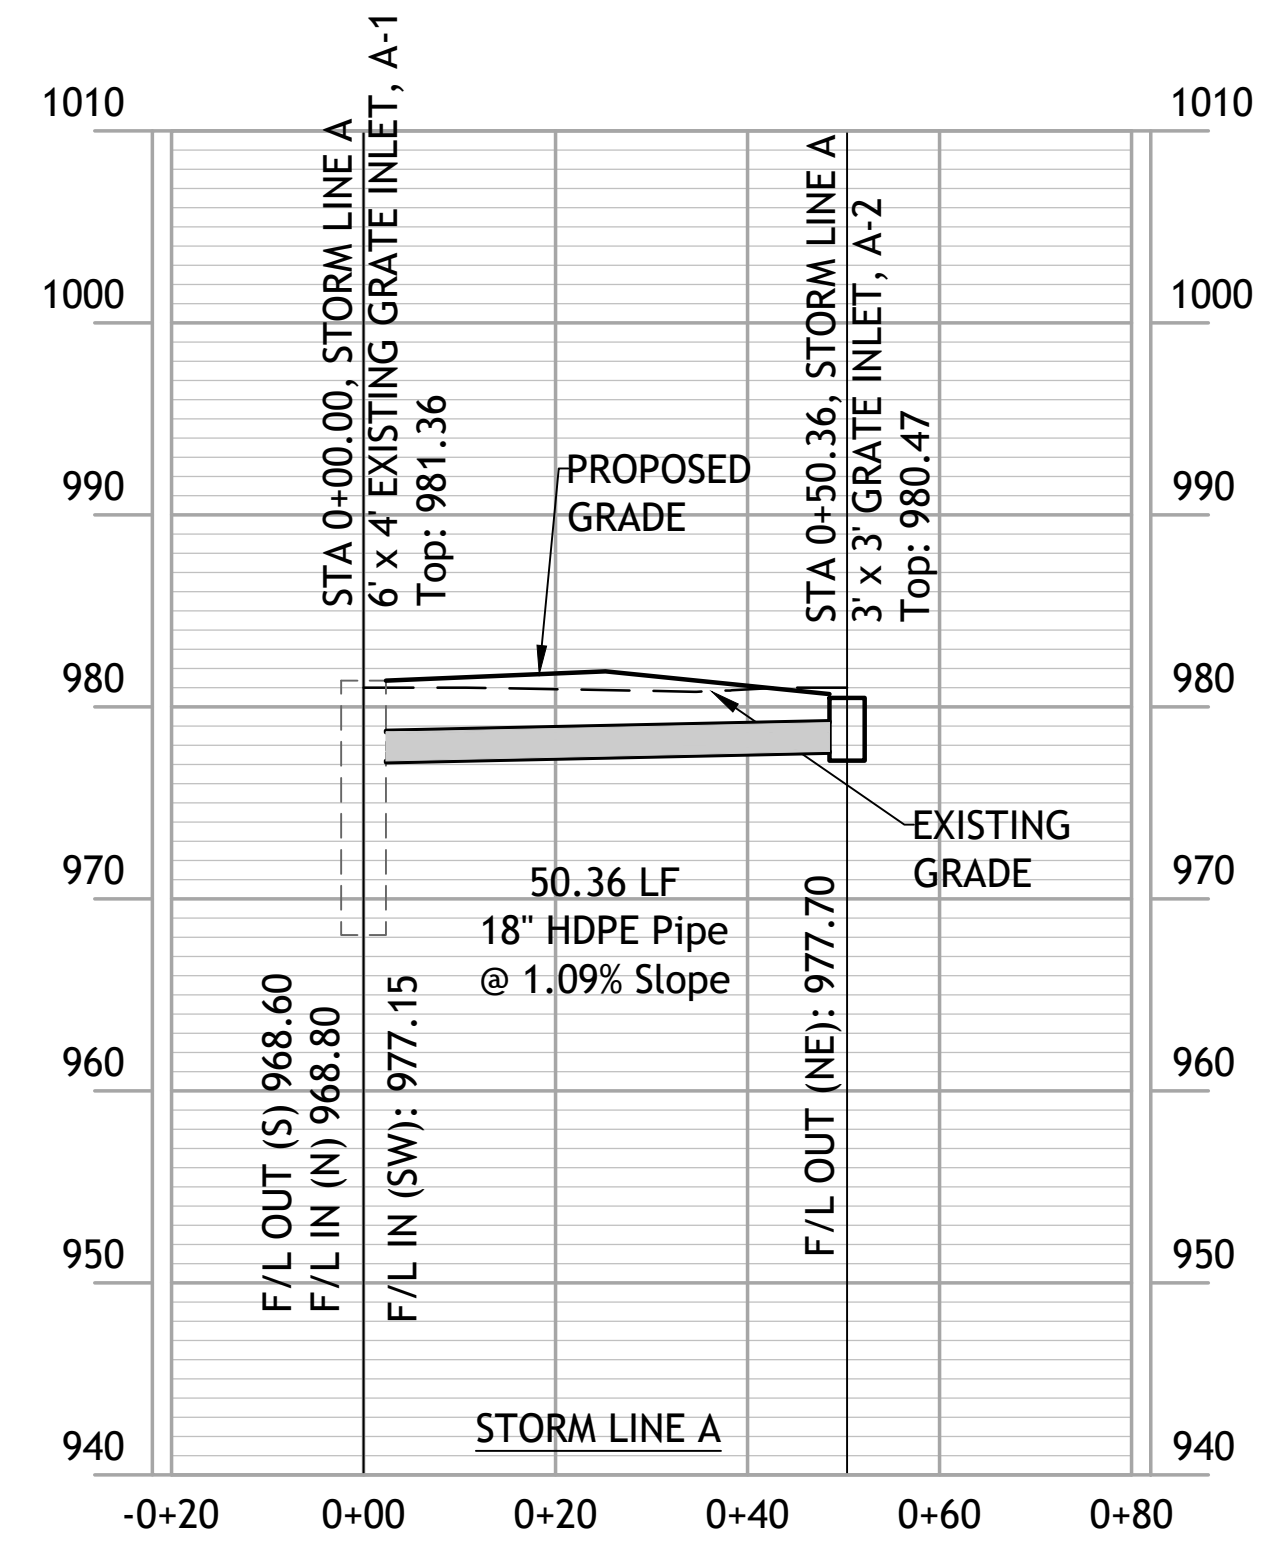 STA 0+00.00, STORM LINE A
6' x 4' EXISTING GRATE INLET, A-1
Top: 981.36
STA 0+50.36, STORM LINE A
3' x 3' GRATE INLET, A-2
Top: 980.47
1010
1010
1000
1000
990
990
980
980
970
970
960
960
950
950
940
940
PROPOSED
GRADE
EXISTING
GRADE
50.36 LF
18" HDPE Pipe
@ 1.09% Slope
F/L OUT (S) 968.60
F/L IN (N) 968.80
F/L IN (SW): 977.15
F/L OUT (NE): 977.70
STORM LINE A
-0+20
0+00
0+20
0+40
0+60
0+80